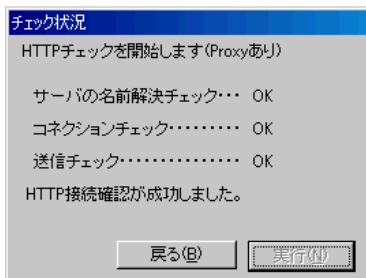 チェック状況
HTTPチェックを開始します(Proxyあり)
サーバの名前解決チェック･･･ OK
コネクションチェック･････････ OK
送信チェック･･････････････ OK
HTTP接続確認が成功しました。
戻る(B) 実行(N)